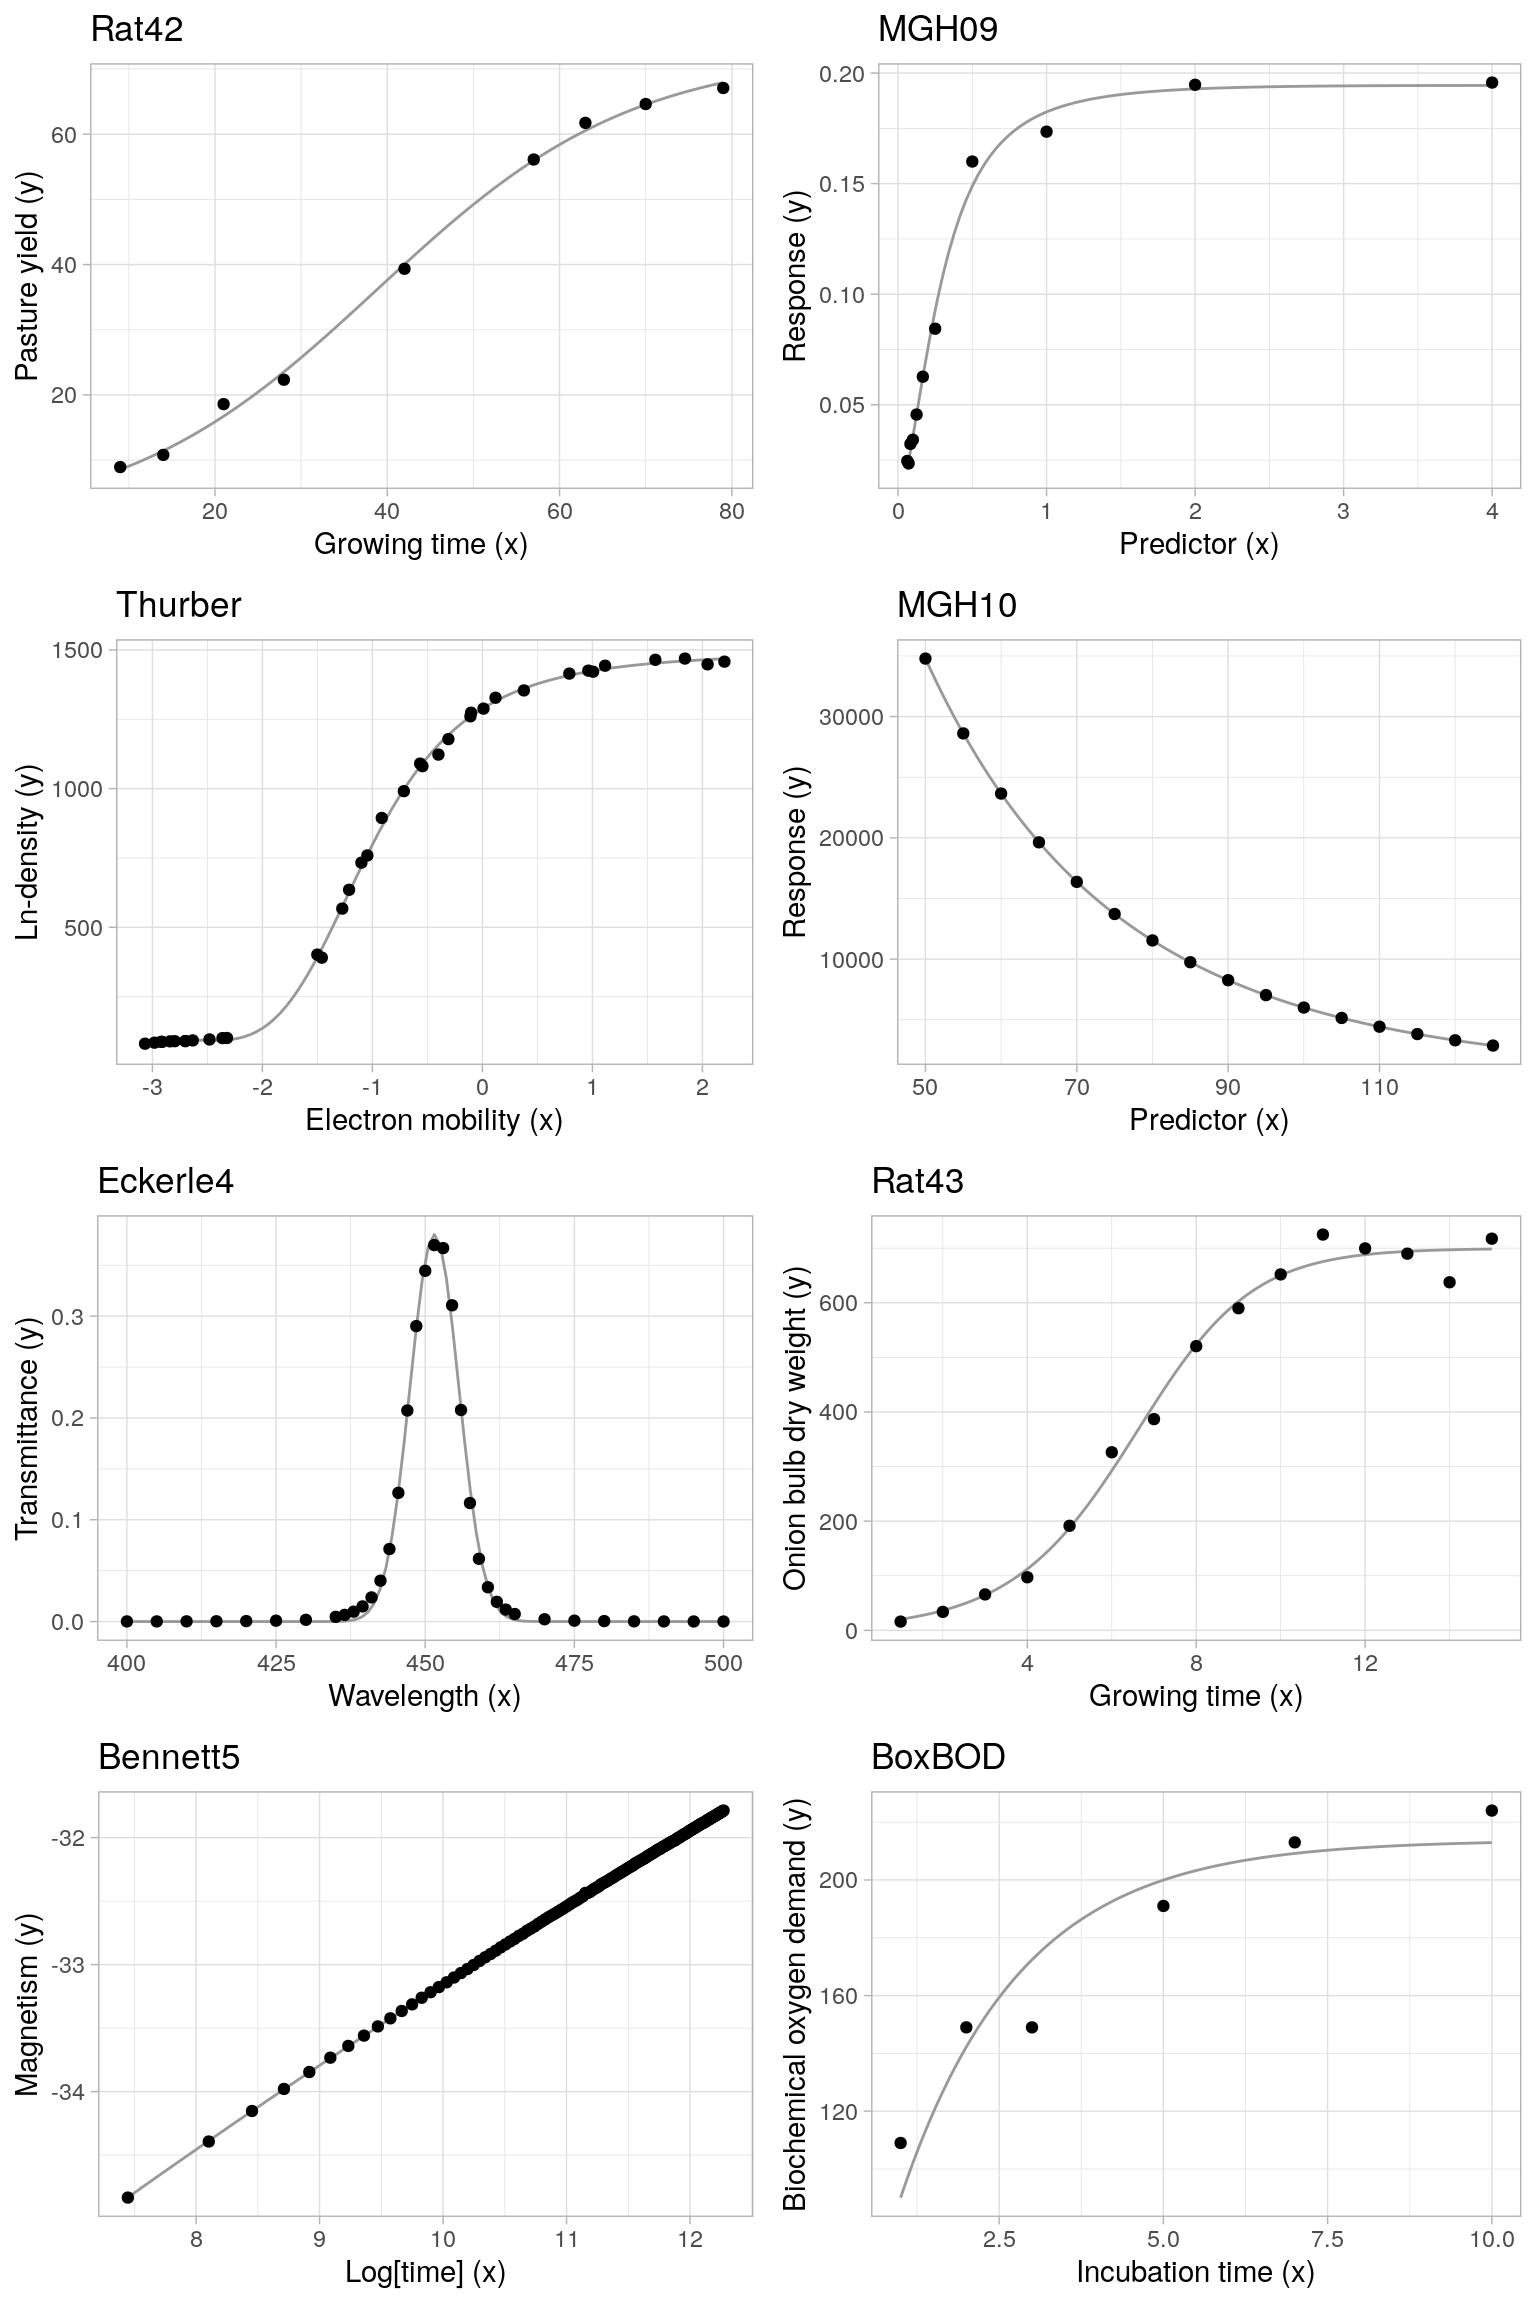 Rat42
Pasture yield (y)
60
40
20
20 40 60 80
Growing time (x)
MGH09
Response (y)
0.20
0.15
0.10
0.05
0 1 2 3 4
Predictor (x)
Thurber
Ln-density (y)
1500
1000
500
-3 -2 -1 0 1 2
Electron mobility (x)
MGH10
Response (y)
30000
20000
10000
50 70 90 110
Predictor (x)
Eckerle4
Transmittance (y)
0.3
0.2
0.1
0.0
400 425 450 475 500
Wavelength (x)
Rat43
Onion bulb dry weight (y)
600
400
200
0
4 8 12
Growing time (x)
Bennett5
Magnetism (y)
-32
-33
-34
8 9 10 11 12
Log[time] (x)
BoxBOD
Biochemical oxygen demand (y)
200
160
120
2.5 5.0 7.5 10.0
Incubation time (x)